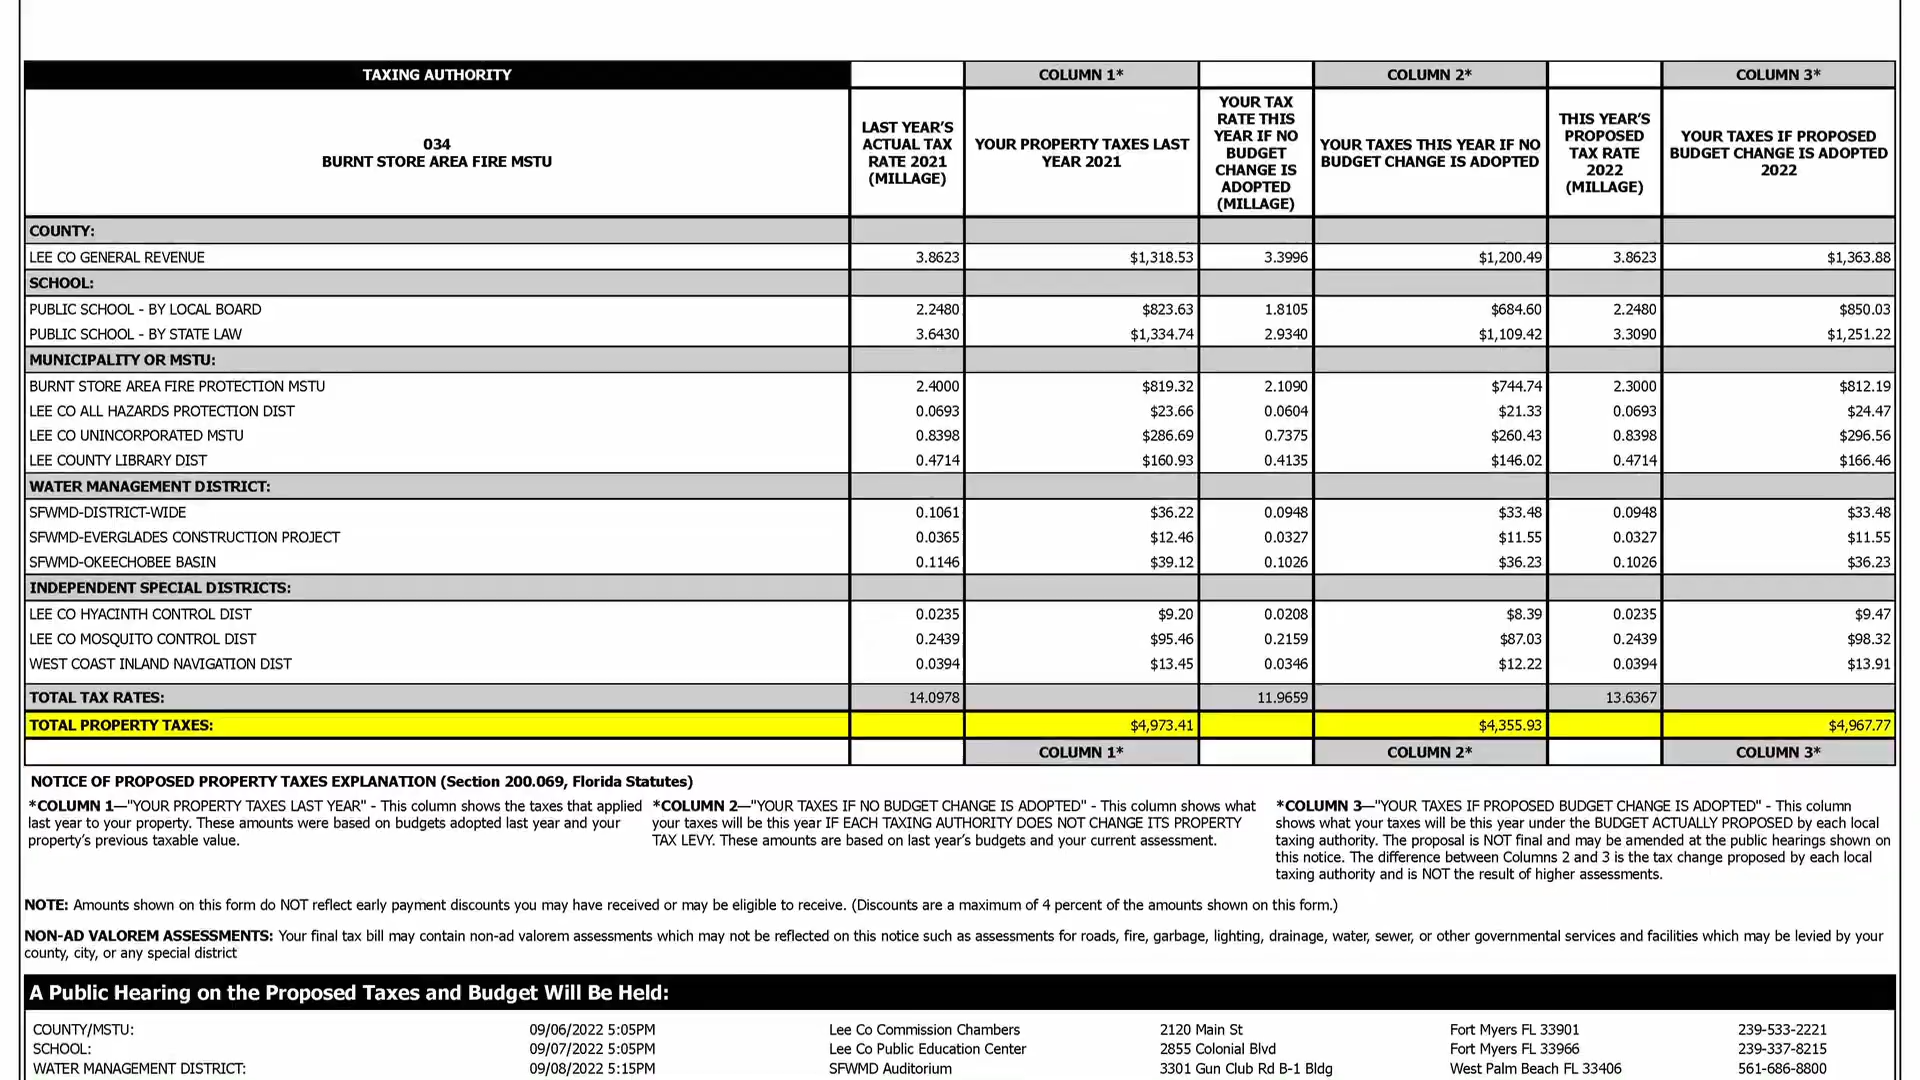 TAXING AUTHORITY COLUMN 1* COLUMN 2* COLUMN 3*
034
BURNT STORE AREA FIRE MSTU
LAST YEAR’S
ACTUAL TAX
RATE 2021
(MILLAGE)
YOUR PROPERTY TAXES LAST
YEAR 2021
YOUR TAX
RATE THIS
YEAR IF NO
BUDGET
CHANGE IS
ADOPTED
(MILLAGE)
YOUR TAXES THIS YEAR IF NO
BUDGET CHANGE IS ADOPTED
THIS YEAR’S
PROPOSED
TAX RATE
2022
(MILLAGE)
YOUR TAXES IF PROPOSED
BUDGET CHANGE IS ADOPTED
2022
COUNTY:
LEE CO GENERAL REVENUE 3.8623 $1,318.53 3.3996 $1,200.49 3.8623 $1,363.88
SCHOOL:
PUBLIC SCHOOL - BY LOCAL BOARD 2.2480 $823.63 1.8105 $684.60 2.2480 $850.03
PUBLIC SCHOOL - BY STATE LAW 3.6430 $1,334.74 2.9340 $1,109.42 3.3090 $1,251.22
MUNICIPALITY OR MSTU:
BURNT STORE AREA FIRE PROTECTION MSTU 2.4000 $819.32 2.1090 $744.74 2.3000 $812.19
LEE CO ALL HAZARDS PROTECTION DIST 0.0693 $23.66 0.0604 $21.33 0.0693 $24.47
LEE CO UNINCORPORATED MSTU 0.8398 $286.69 0.7375 $260.43 0.8398 $296.56
LEE COUNTY LIBRARY DIST 0.4714 $160.93 0.4135 $146.02 0.4714 $166.46
WATER MANAGEMENT DISTRICT:
SFWMD-DISTRICT-WIDE 0.1061 $36.22 0.0948 $33.48 0.0948 $33.48
SFWMD-EVERGLADES CONSTRUCTION PROJECT 0.0365 $12.46 0.0327 $11.55 0.0327 $11.55
SFWMD-OKEECHOBEE BASIN 0.1146 $39.12 0.1026 $36.23 0.1026 $36.23
INDEPENDENT SPECIAL DISTRICTS:
LEE CO HYACINTH CONTROL DIST 0.0235 $9.20 0.0208 $8.39 0.0235 $9.47
LEE CO MOSQUITO CONTROL DIST 0.2439 $95.46 0.2159 $87.03 0.2439 $98.32
WEST COAST INLAND NAVIGATION DIST 0.0394 $13.45 0.0346 $12.22 0.0394 $13.91
TOTAL TAX RATES: 14.0978 11.9659 13.6367
TOTAL PROPERTY TAXES: $4,973.41 $4,355.93 $4,967.77
COLUMN 1* COLUMN 2* COLUMN 3*
NOTICE OF PROPOSED PROPERTY TAXES EXPLANATION (Section 200.069, Florida Statutes)
*COLUMN 1—"YOUR PROPERTY TAXES LAST YEAR" - This column shows the taxes that applied
last year to your property. These amounts were based on budgets adopted last year and your
property’s previous taxable value.
*COLUMN 2—"YOUR TAXES IF NO BUDGET CHANGE IS ADOPTED" - This column shows what
your taxes will be this year IF EACH TAXING AUTHORITY DOES NOT CHANGE ITS PROPERTY
TAX LEVY. These amounts are based on last year’s budgets and your current assessment.
*COLUMN 3—"YOUR TAXES IF PROPOSED BUDGET CHANGE IS ADOPTED" - This column
shows what your taxes will be this year under the BUDGET ACTUALLY PROPOSED by each local
taxing authority. The proposal is NOT final and may be amended at the public hearings shown on
this notice. The difference between Columns 2 and 3 is the tax change proposed by each local
taxing authority and is NOT the result of higher assessments.
NOTE: Amounts shown on this form do NOT reflect early payment discounts you may have received or may be eligible to receive. (Discounts are a maximum of 4 percent of the amounts shown on this form.)
NON-AD VALOREM ASSESSMENTS: Your final tax bill may contain non-ad valorem assessments which may not be reflected on this notice such as assessments for roads, fire, garbage, lighting, drainage, water, sewer, or other governmental services and facilities which may be levied by your
county, city, or any special district
A Public Hearing on the Proposed Taxes and Budget Will Be Held:
COUNTY/MSTU: 09/06/2022 5:05PM Lee Co Commission Chambers 2120 Main St Fort Myers FL 33901 239-533-2221
SCHOOL: 09/07/2022 5:05PM Lee Co Public Education Center 2855 Colonial Blvd Fort Myers FL 33966 239-337-8215
WATER MANAGEMENT DISTRICT: 09/08/2022 5:15PM SFWMD Auditorium 3301 Gun Club Rd B-1 Bldg West Palm Beach FL 33406 561-686-8800